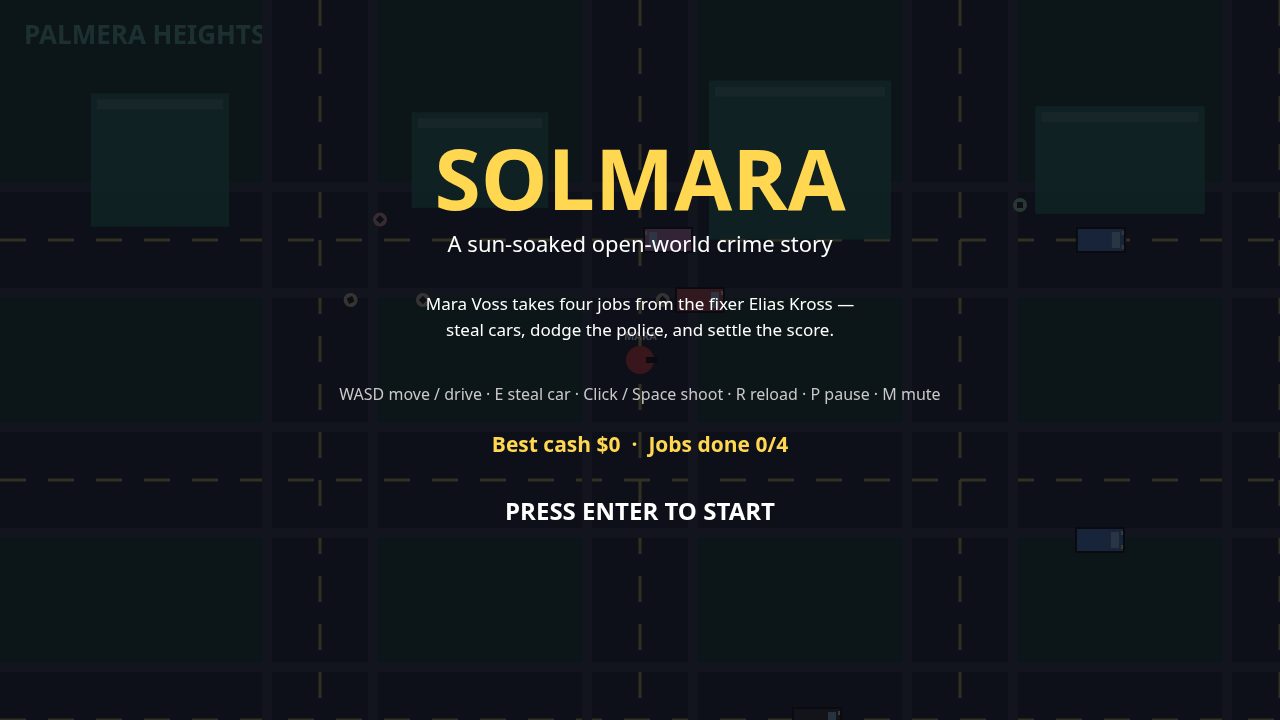 PALMERA HEIGHTS
SOLMARA
A sun-soaked open-world crime story
Mara Voss takes four jobs from the fixer Elias Kross —
steal cars, dodge the police, and settle the score.
MARA
WASD move / drive · E steal car · Click / Space shoot · R reload · P pause · M mute
Best cash $0 · Jobs done 0/4
PRESS ENTER TO START